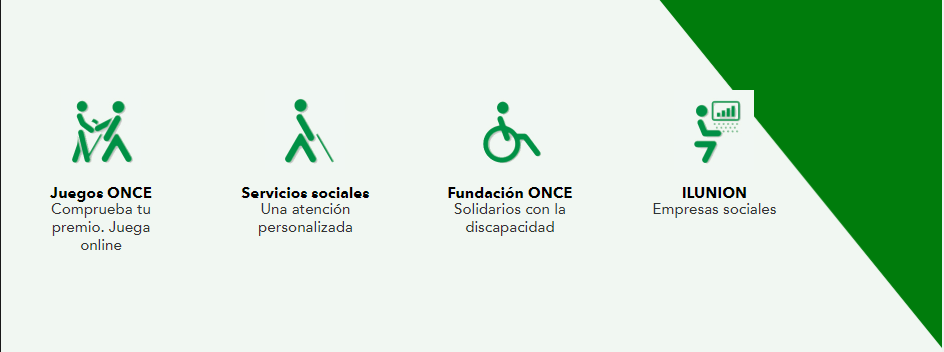 Juegos ONCE
Comprueba tu
premio. Juega
online
Servicios sociales
Una atención
personalizada
Fundación ONCE
Solidarios con la
discapacidad
ILUNION
Empresas sociales